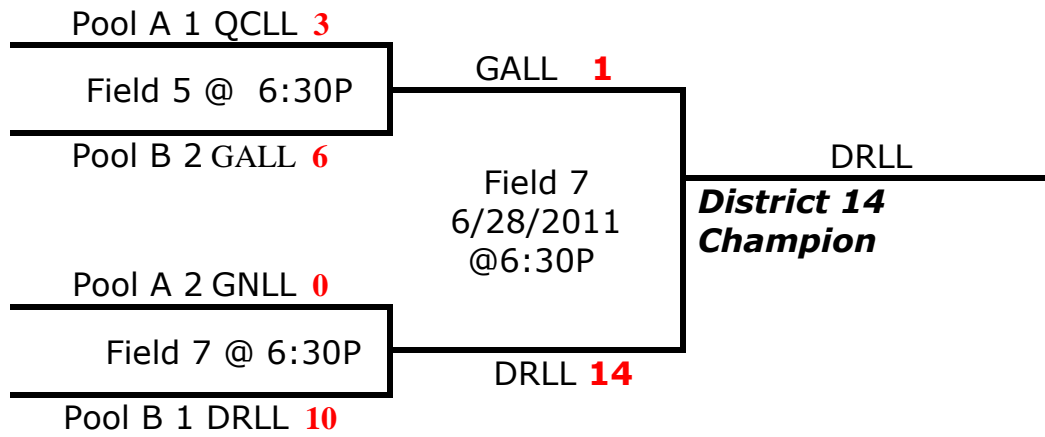 Pool A 1 QCLL 3
Field 5 @ 6:30P
Pool B 2 GALL 6
GALL 1
Field 7
6/28/2011
@6:30P
DRLL
District 14
Champion
Pool A 2 GNLL 0
Field 7 @ 6:30P
Pool B 1 DRLL 10
DRLL 14